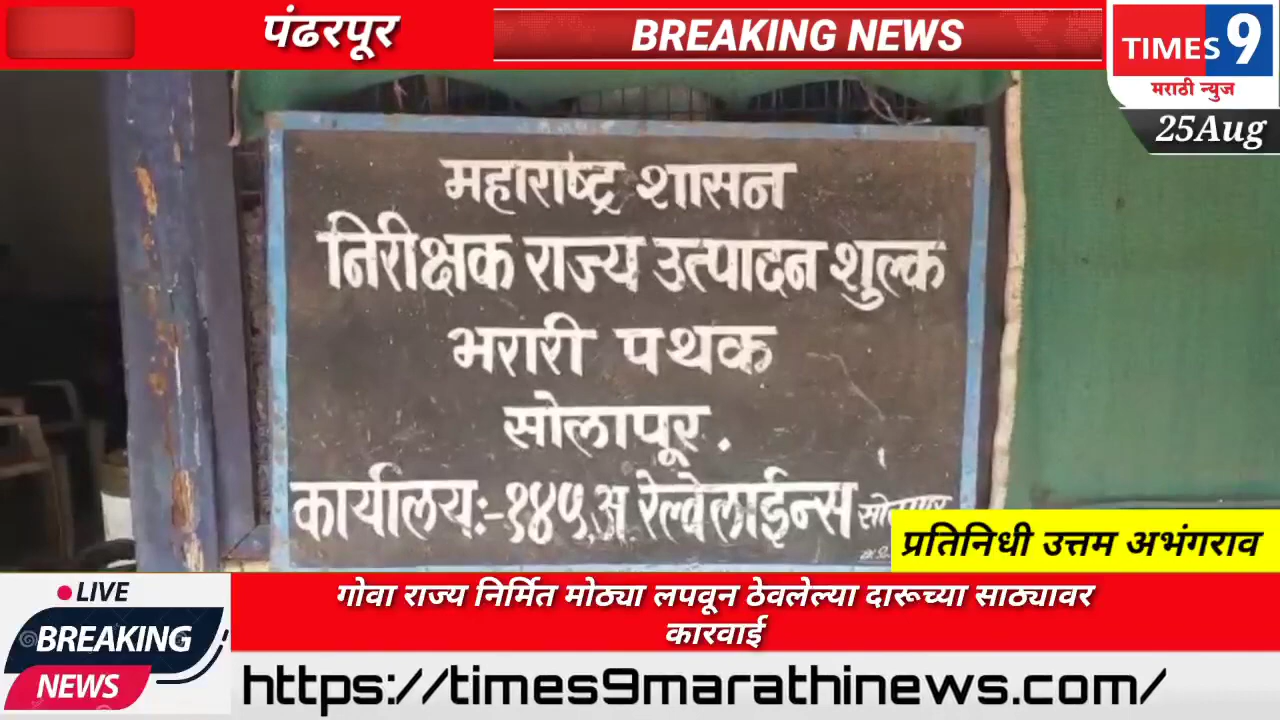 पंढरपूर
BREAKING NEWS
TIMES 9
मराठी न्युज
25Aug
महाराष्ट्र शासन
निरीक्षक राज्य उत्पादन शुल्क
भरारी पथक
सोलापूर.
कार्यालय:-१४५,अ. रेल्वे लाईन्स
प्रतिनिधी उत्तम अभंगराव
LIVE
BREAKING
NEWS
गोवा राज्य निर्मित मोठ्या लपवून ठेवलेल्या दारूच्या साठ्यावर
कारवाई
https://times9marathinews.com/